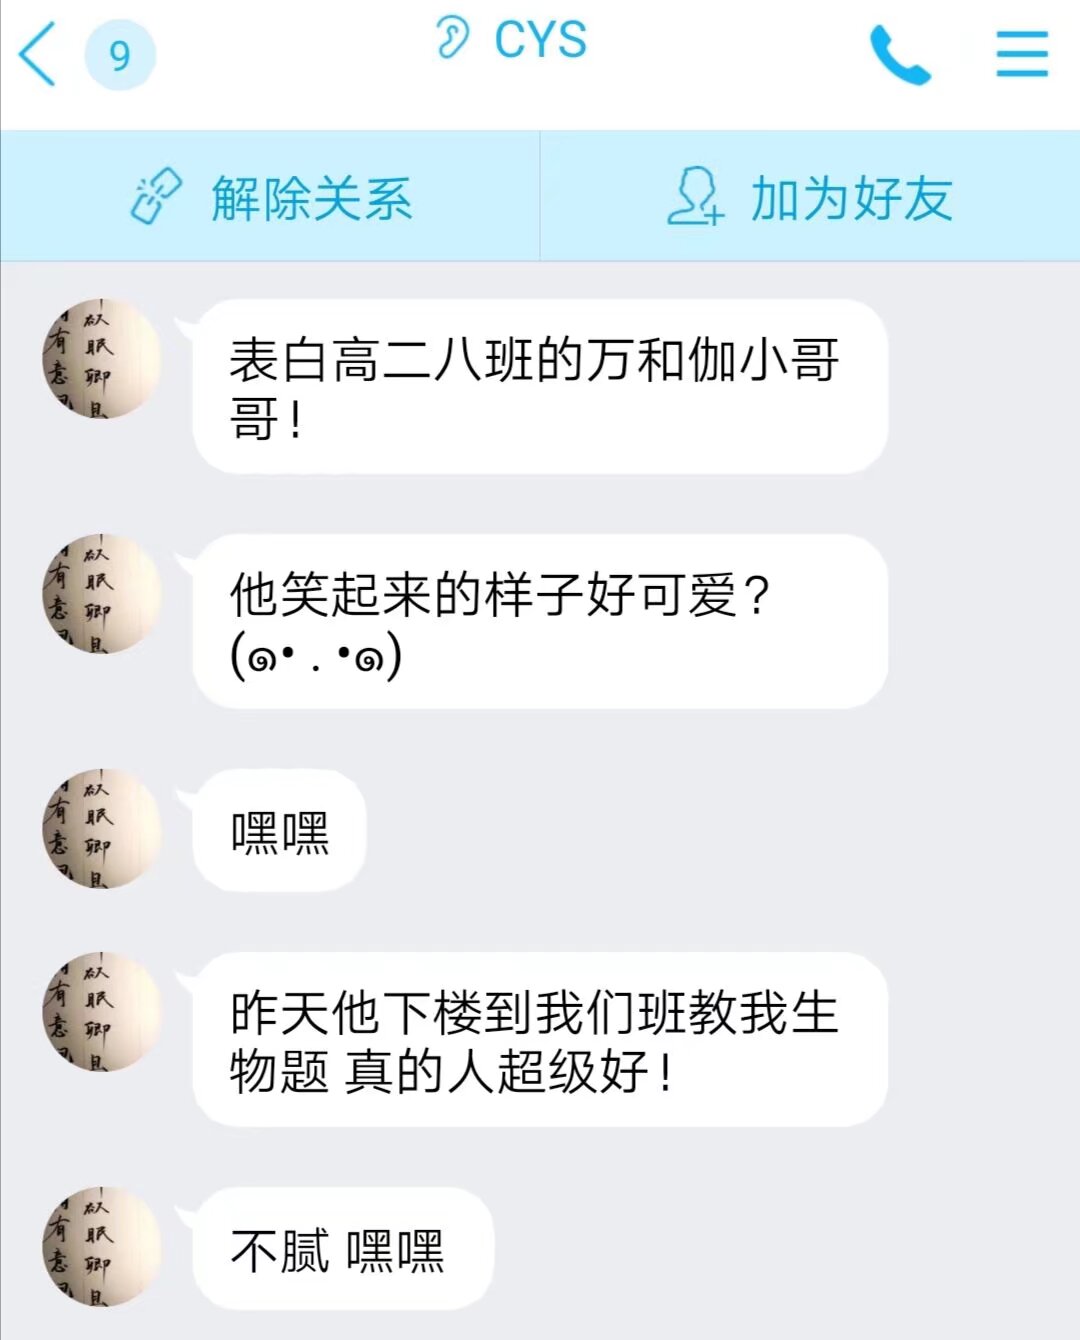 9
CYS
解除关系
加为好友
表白高二八班的万和伽小哥
哥！
他笑起来的样子好可爱？
(๑• . •๑)
嘿嘿
昨天他下楼到我们班教我生
物题 真的人超级好！
不腻 嘿嘿